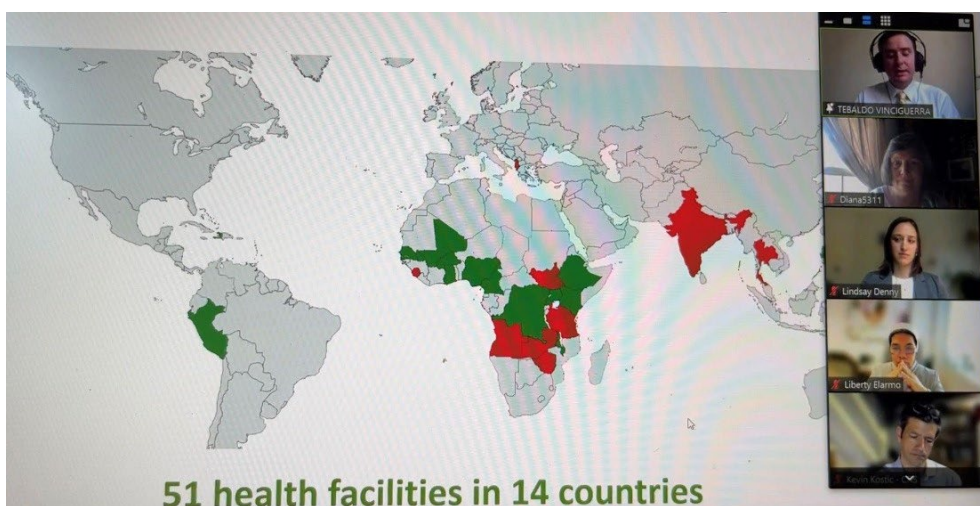 TEBALDO VINCIGUERRA
Diana5311
Lindsay Denny
Liberty Elarmo
Kevin Kostic -
51 health facilities in 14 countries